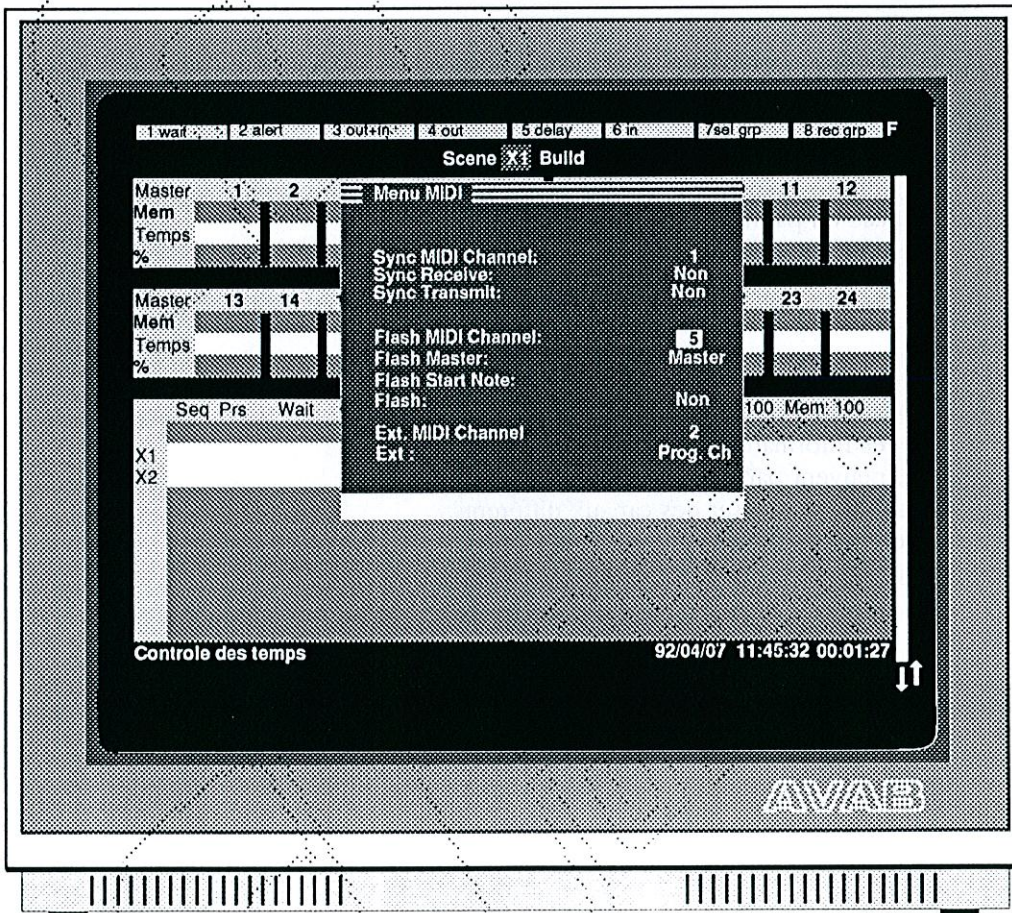 1 wait 2 alert 3 out+in 4 out 5 delay 6 in 7sel grp 8 rec grp F
Scene X1 Build
Master 1 2 11 12
Mem
Temps
%
Master 13 14 23 24
Mem
Temps
%
Menu MIDI
Sync MIDI Channel: 1
Sync Receive: Non
Sync Transmit: Non
Flash MIDI Channel: 5
Flash Master: Master
Flash Start Note:
Flash: Non
Ext. MIDI Channel 2
Ext : Prog. Ch
Seq Prs Wait 100 Mem: 100
X1
X2
Controle des temps 92/04/07 11:45:32 00:01:27
AVAB